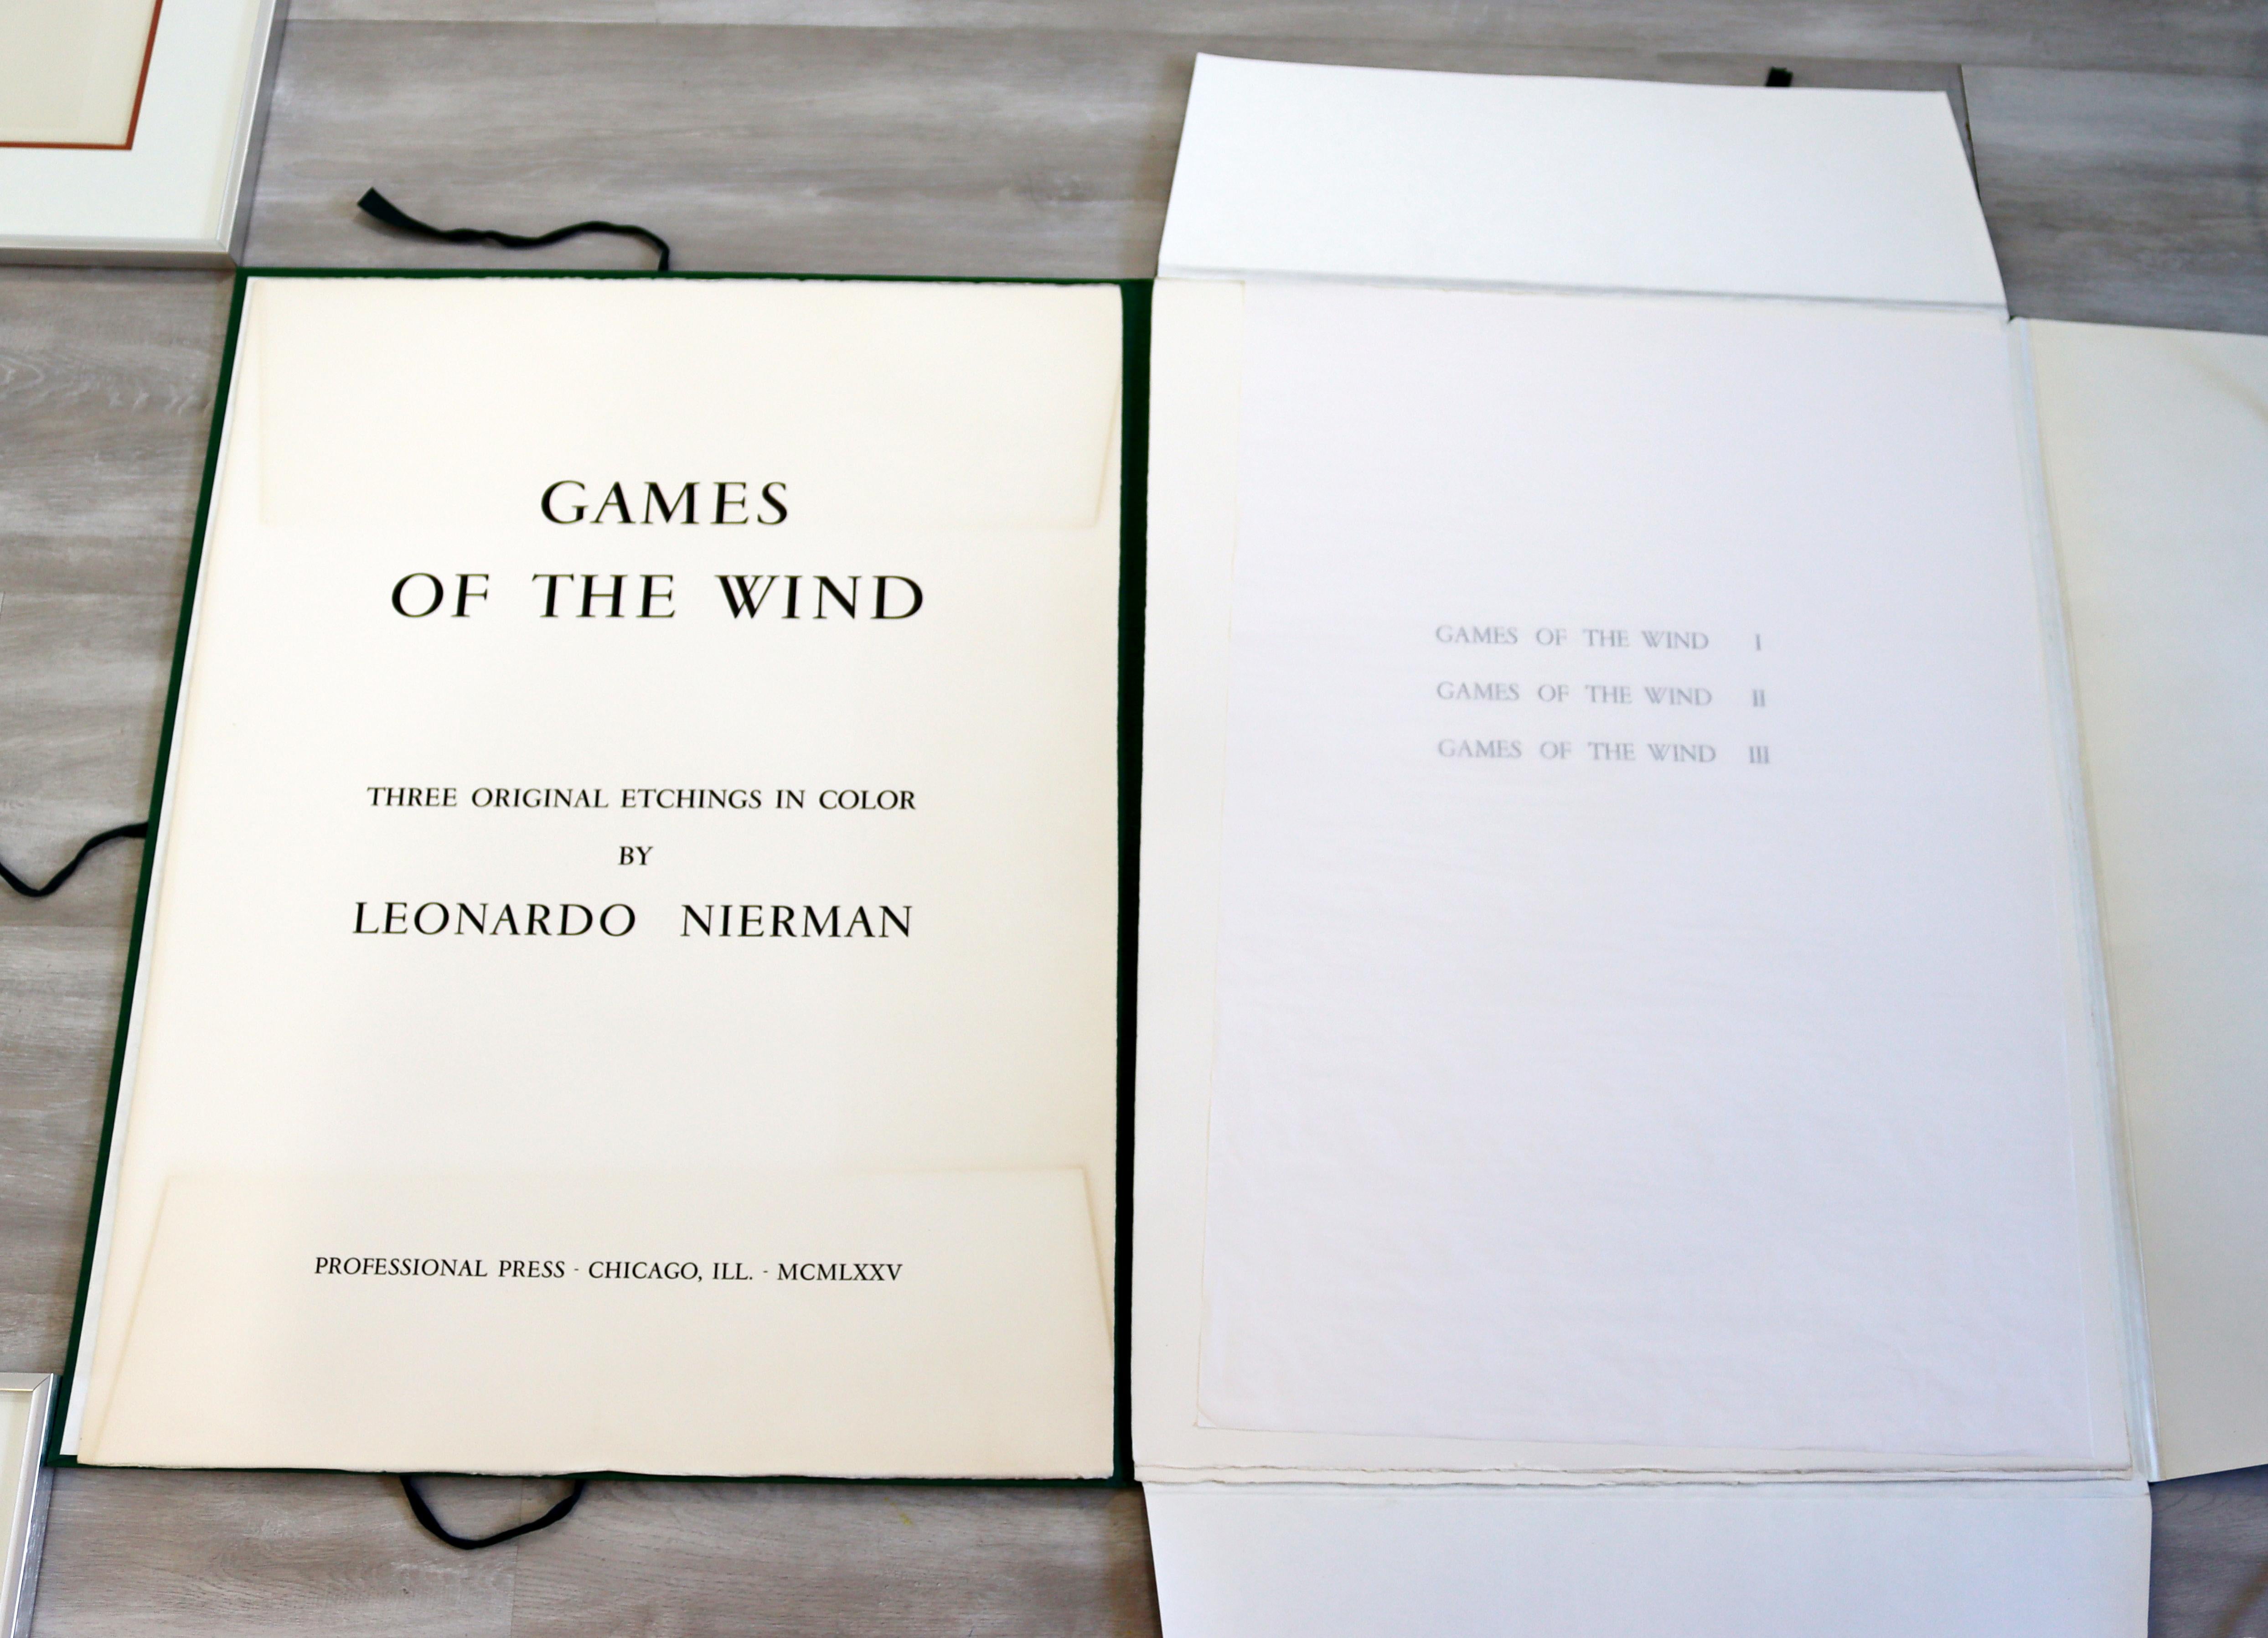 GAMES
OF THE WIND
THREE ORIGINAL ETCHINGS IN COLOR
BY
LEONARDO NIERMAN
PROFESSIONAL PRESS - CHICAGO, ILL. - MCMLXXV
GAMES OF THE WIND I
GAMES OF THE WIND II
GAMES OF THE WIND III